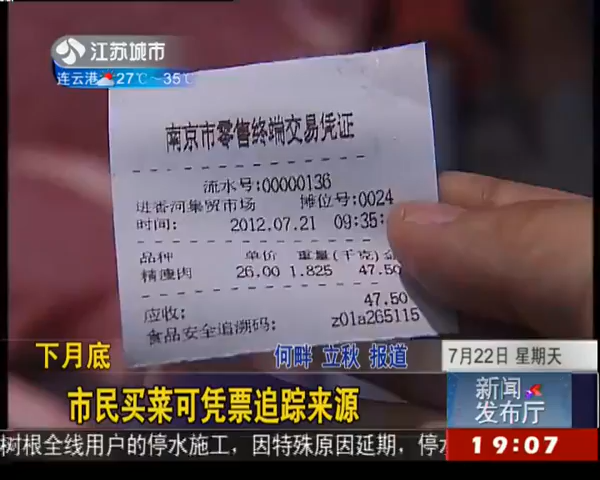 江苏城市
连云港 27℃～35℃
南京市零售终端交易凭证
流水号:00000136
进香河集贸市场 摊位号:0024
时间: 2012.07.21 09:35:
品种 单价 重量(千克)
精瘦肉 26.00 1.825 47.50
应收: 47.50
食品安全追溯码: z01a265115
下月底
何畔 立秋 报道
7月22日 星期天
市民买菜可凭票追踪来源
新闻
发布厅
树根全线用户的停水施工，因特殊原因延期，停水
19:07